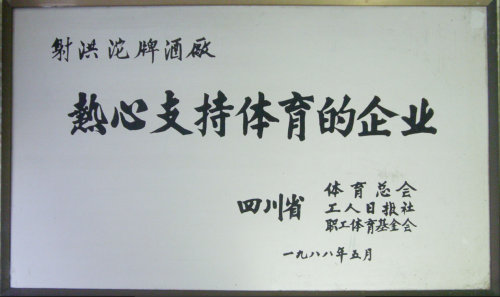 射洪沱牌酒厰
热心支持体育的企业
四川省
体育总会
工人日报社
职工体育基金会
一九八八年五月